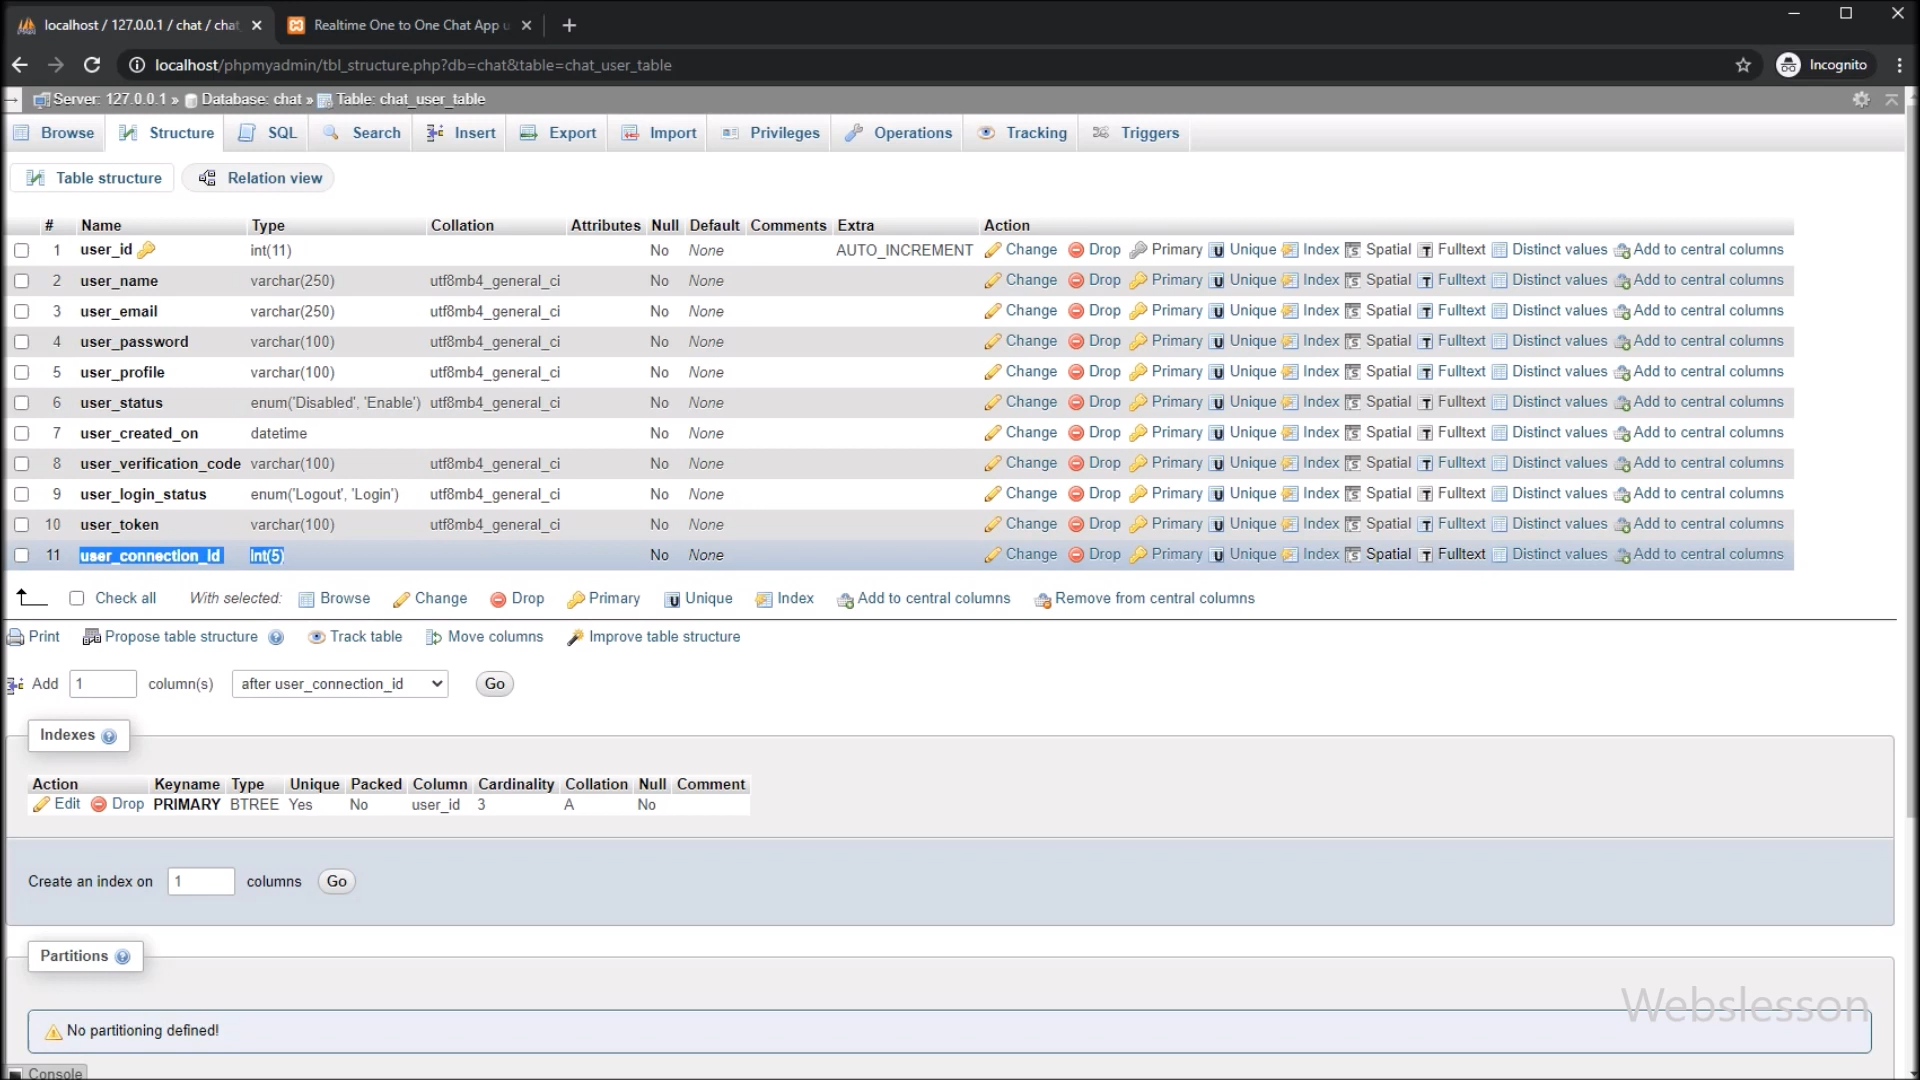 localhost / 127.0.0.1 / chat / chat
Realtime One to One Chat App u
localhost/phpmyadmin/tbl_structure.php?db=chat&table=chat_user_table
Incognito
Server: 127.0.0.1 » Database: chat » Table: chat_user_table
Browse Structure SQL Search Insert Export Import Privileges Operations Tracking Triggers
Table structure Relation view
# Name Type Collation Attributes Null Default Comments Extra Action
1 user_id int(11) No None AUTO_INCREMENT Change Drop Primary Unique Index Spatial Fulltext Distinct values Add to central columns
2 user_name varchar(250) utf8mb4_general_ci No None Change Drop Primary Unique Index Spatial Fulltext Distinct values Add to central columns
3 user_email varchar(250) utf8mb4_general_ci No None Change Drop Primary Unique Index Spatial Fulltext Distinct values Add to central columns
4 user_password varchar(100) utf8mb4_general_ci No None Change Drop Primary Unique Index Spatial Fulltext Distinct values Add to central columns
5 user_profile varchar(100) utf8mb4_general_ci No None Change Drop Primary Unique Index Spatial Fulltext Distinct values Add to central columns
6 user_status enum('Disabled', 'Enable') utf8mb4_general_ci No None Change Drop Primary Unique Index Spatial Fulltext Distinct values Add to central columns
7 user_created_on datetime No None Change Drop Primary Unique Index Spatial Fulltext Distinct values Add to central columns
8 user_verification_code varchar(100) utf8mb4_general_ci No None Change Drop Primary Unique Index Spatial Fulltext Distinct values Add to central columns
9 user_login_status enum('Logout', 'Login') utf8mb4_general_ci No None Change Drop Primary Unique Index Spatial Fulltext Distinct values Add to central columns
10 user_token varchar(100) utf8mb4_general_ci No None Change Drop Primary Unique Index Spatial Fulltext Distinct values Add to central columns
11 user_connection_id int(5) No None Change Drop Primary Unique Index Spatial Fulltext Distinct values Add to central columns
Check all With selected: Browse Change Drop Primary Unique Index Add to central columns Remove from central columns
Print Propose table structure Track table Move columns Improve table structure
Add 1 column(s) after user_connection_id Go
Indexes
Action Keyname Type Unique Packed Column Cardinality Collation Null Comment
Edit Drop PRIMARY BTREE Yes No user_id 3 A No
Create an index on 1 columns Go
Partitions
Webslesson
No partitioning defined!
Console